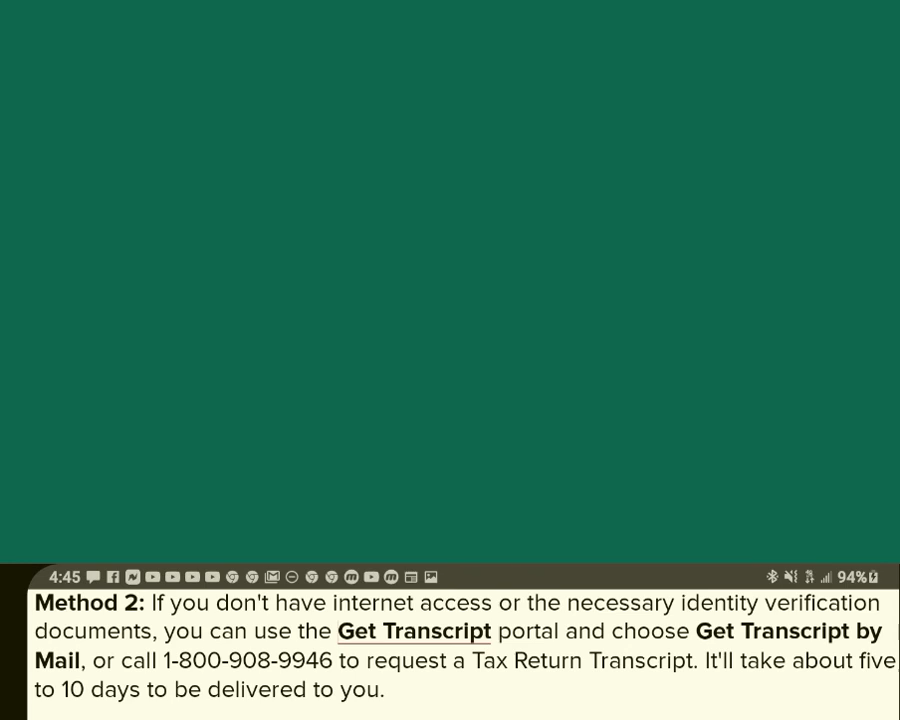 4:45 94%
Method 2: If you don't have internet access or the necessary identity verification
documents, you can use the Get Transcript portal and choose Get Transcript by
Mail, or call 1-800-908-9946 to request a Tax Return Transcript. It'll take about five
to 10 days to be delivered to you.